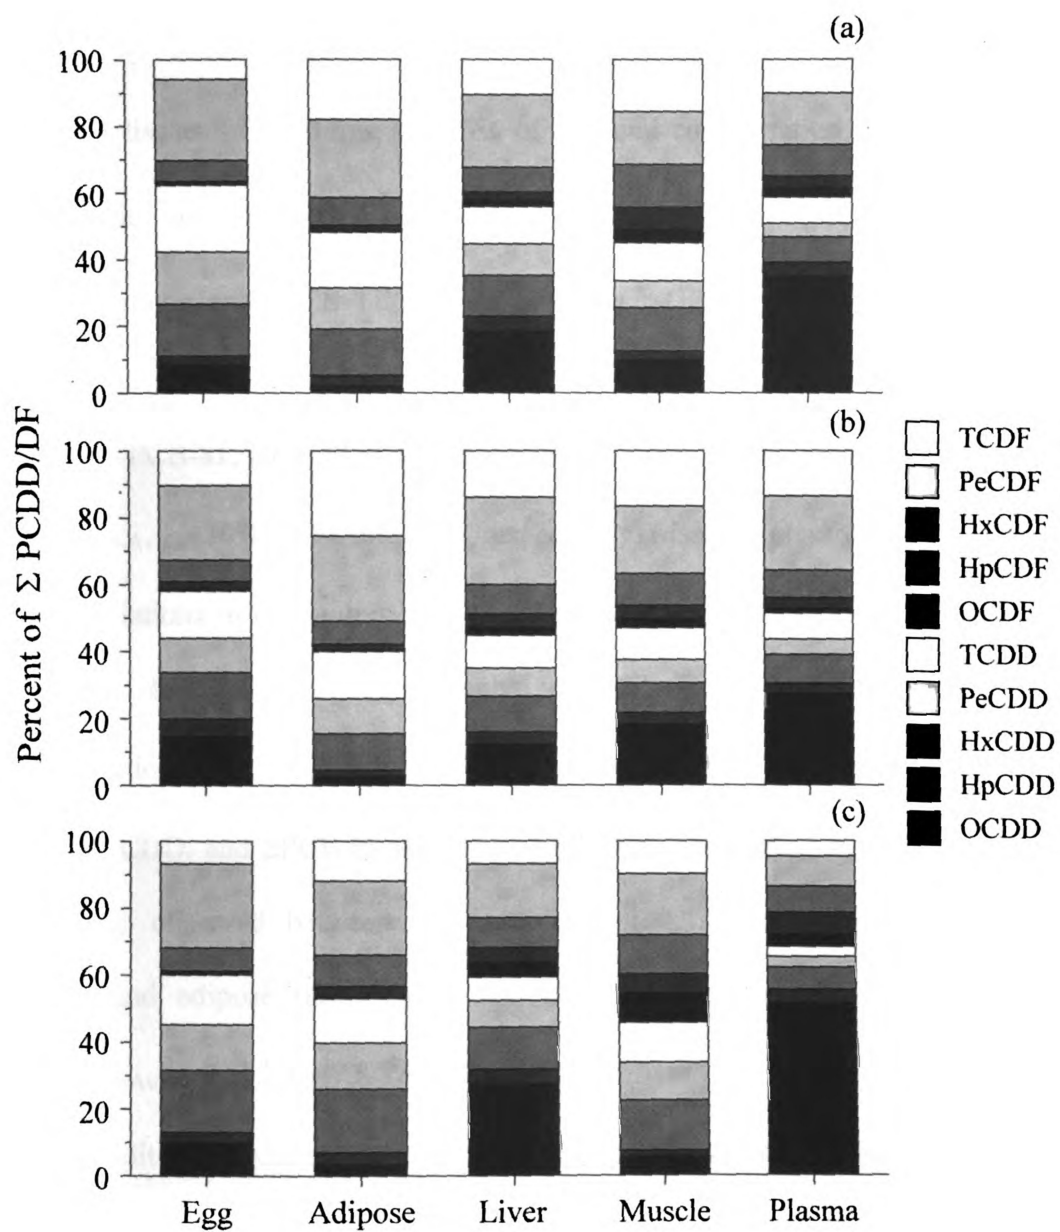 (a)
100
80
60
40
20
0
(b)
100
80
60
40
20
0
(c)
100
80
60
40
20
0
Percent of Σ PCDD/DF
Egg Adipose Liver Muscle Plasma
TCDF
PeCDF
HxCDF
HpCDF
OCDF
TCDD
PeCDD
HxCDD
HpCDD
OCDD